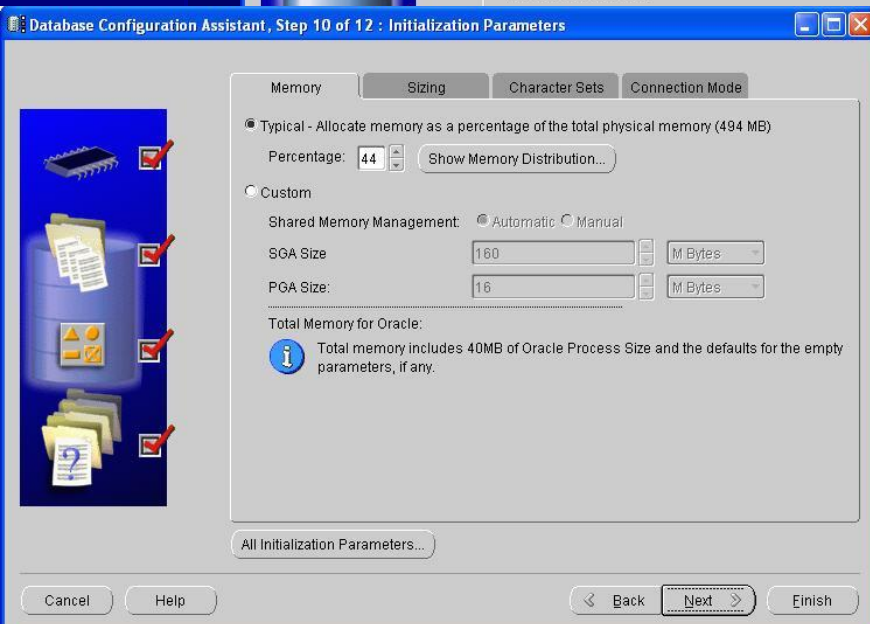 Database Configuration Assistant, Step 10 of 12 : Initialization Parameters
Memory Sizing Character Sets Connection Mode
Typical - Allocate memory as a percentage of the total physical memory (494 MB)
Percentage: 44 Show Memory Distribution...
Custom
Shared Memory Management: Automatic Manual
SGA Size 160 M Bytes
PGA Size: 16 M Bytes
Total Memory for Oracle:
Total memory includes 40MB of Oracle Process Size and the defaults for the empty
parameters, if any.
?
All Initialization Parameters...
Cancel Help Back Next Finish